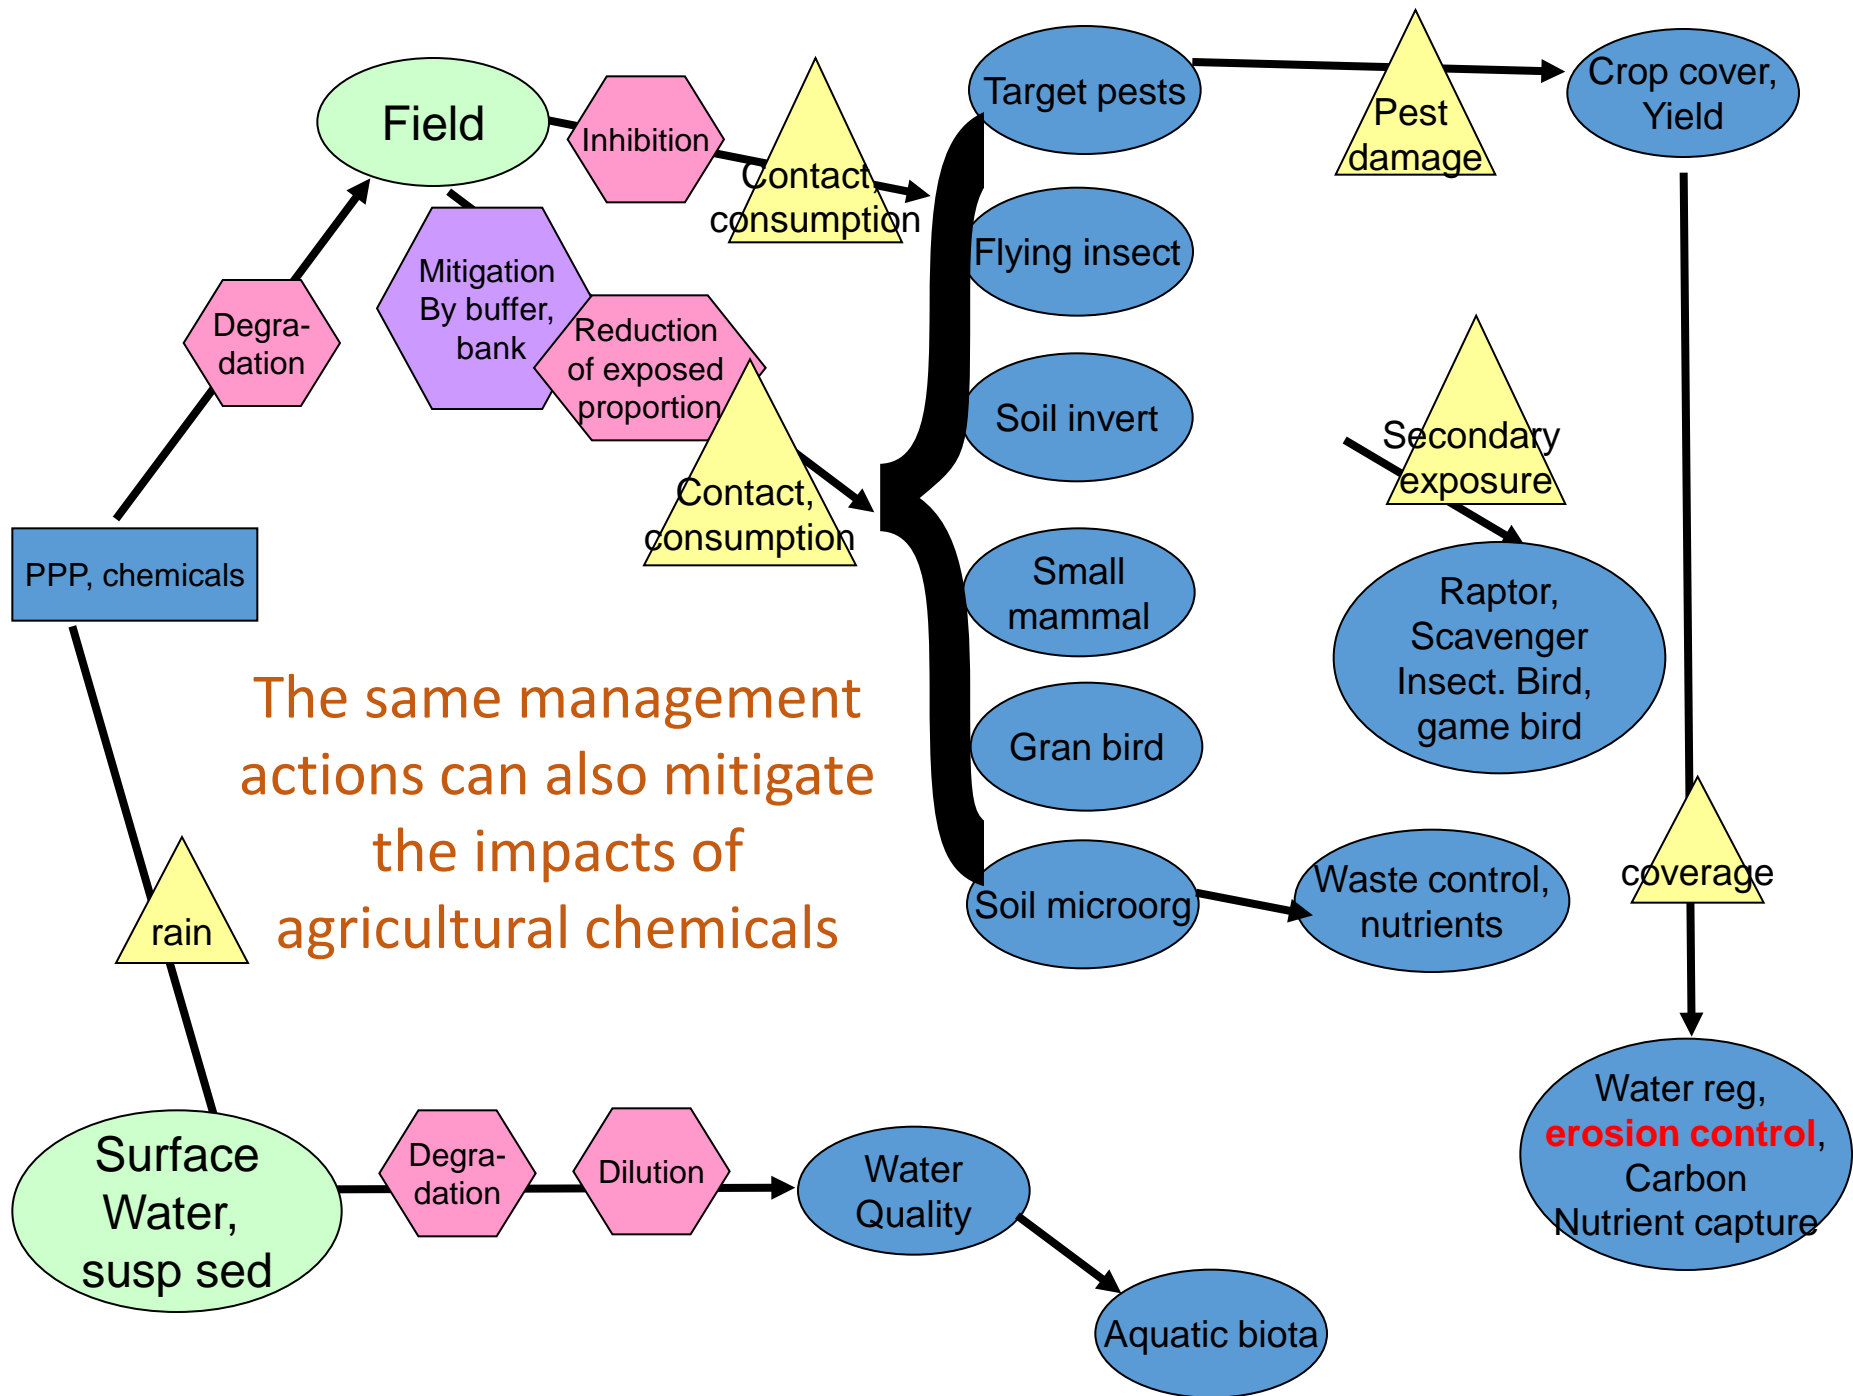 Field
Inhibition
Contact,
consumption
Target pests
Pest
damage
Crop cover,
Yield
Degra-
dation
Mitigation
By buffer,
bank
Reduction
of exposed
proportion
Contact,
consumption
Flying insect
Soil invert
Secondary
exposure
PPP, chemicals
Small
mammal
Raptor,
Scavenger
Insect. Bird,
game bird
The same management
actions can also mitigate
the impacts of
agricultural chemicals
Gran bird
rain
Soil microorg
Waste control,
nutrients
coverage
Surface
Water,
susp sed
Degra-
dation
Dilution
Water
Quality
Aquatic biota
Water reg,
erosion control,
Carbon
Nutrient capture